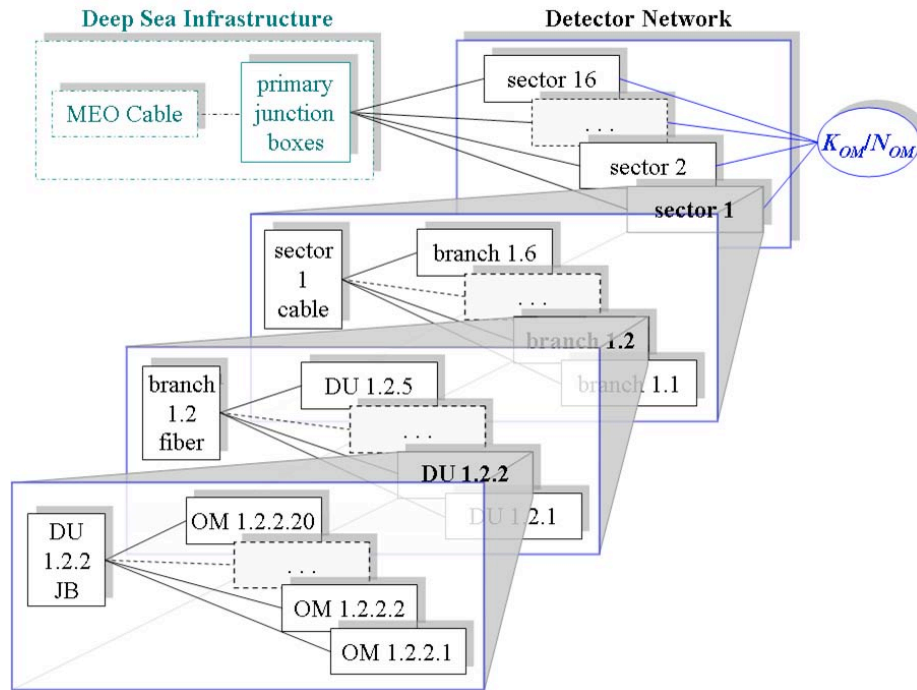 Deep Sea Infrastructure
Detector Network
MEO Cable
primary
junction
boxes
sector 16
. . .
sector 2
sector 1
K_OM/N_OM
sector
1
cable
branch 1.6
. . .
branch 1.2
branch 1.1
branch
1.2
fiber
DU 1.2.5
. . .
DU 1.2.2
DU 1.2.1
DU
1.2.2
JB
OM 1.2.2.20
. . .
OM 1.2.2.2
OM 1.2.2.1